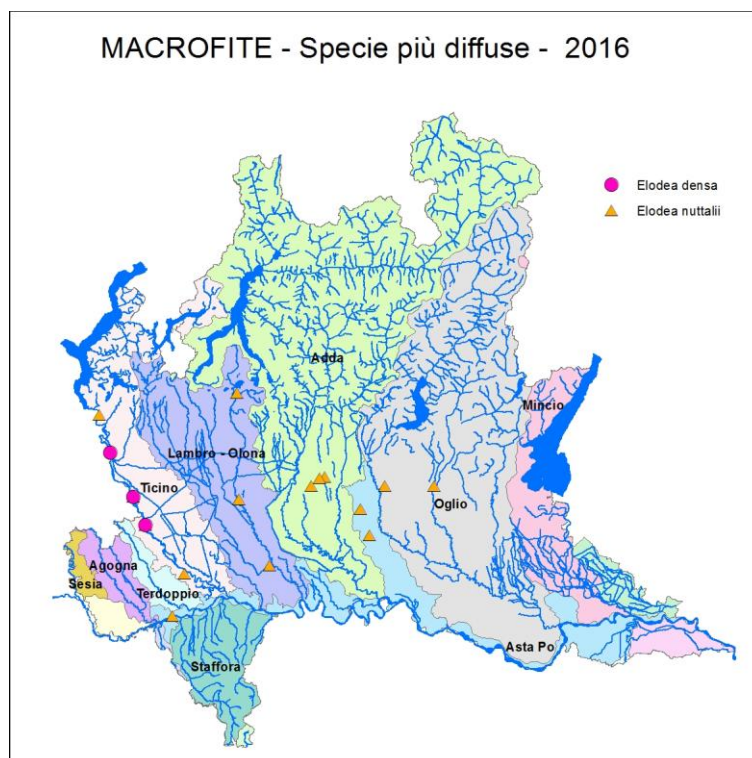 MACROFITE - Specie più diffuse - 2016
Elodea densa
Elodea nuttalii
Adda
Mincio
Lambro - Olona
Ticino
Oglio
Agogna
Sesia
Terdoppio
Asta Po
Staffora